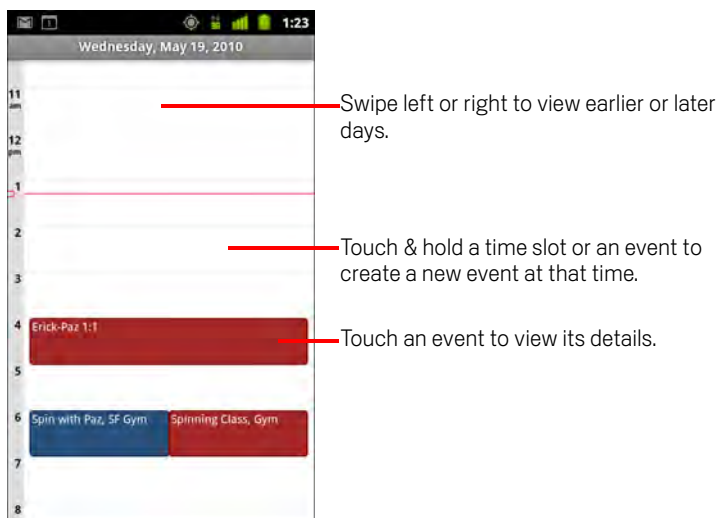 1:23
Wednesday, May 19, 2010
11
am
Swipe left or right to view earlier or later
days.
12
pm
1
2
Touch & hold a time slot or an event to
create a new event at that time.
3
4
Erick-Paz 1:1
Touch an event to view its details.
5
6
Spin with Paz, SF Gym
Spinning Class, Gym
7
8